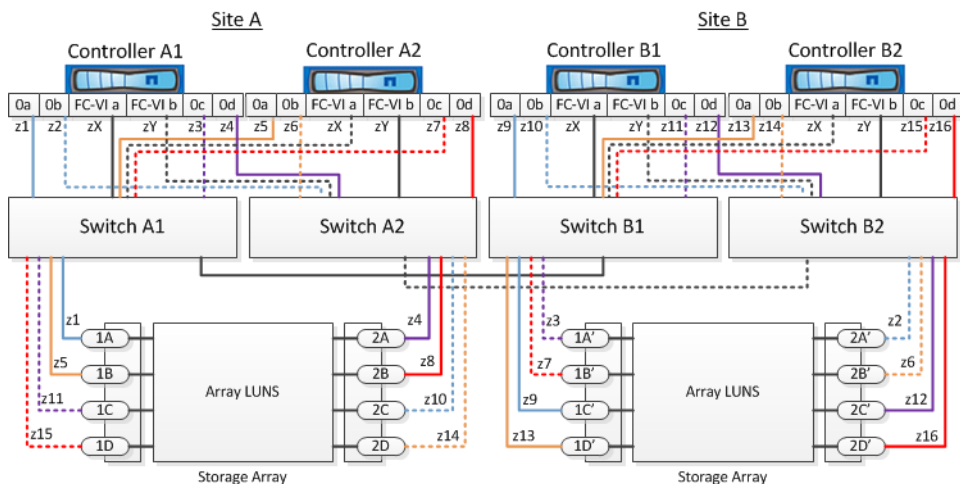 Site A Site B
Controller A1 Controller A2 Controller B1 Controller B2
0a 0b FC-VI a FC-VI b 0c 0d 0a 0b FC-VI a FC-VI b 0c 0d 0a 0b FC-VI a FC-VI b 0c 0d 0a 0b FC-VI a FC-VI b 0c 0d
z1 z2 zX zY z3 z4 z5 z6 zX zY z7 z8 z9 z10 zX zY z11 z12 z13 z14 zX zY z15 z16
Switch A1 Switch A2 Switch B1 Switch B2
z1 z4 z3 z2
1A 2A 1A’ 2A’
z5 z8 z7 z6
1B 2B 1B’ 2B’
Array LUNS Array LUNS
z11 z10 z9 z12
1C 2C 1C’ 2C’
z15 z14 z13 z16
1D 2D 1D’ 2D’
Storage Array Storage Array